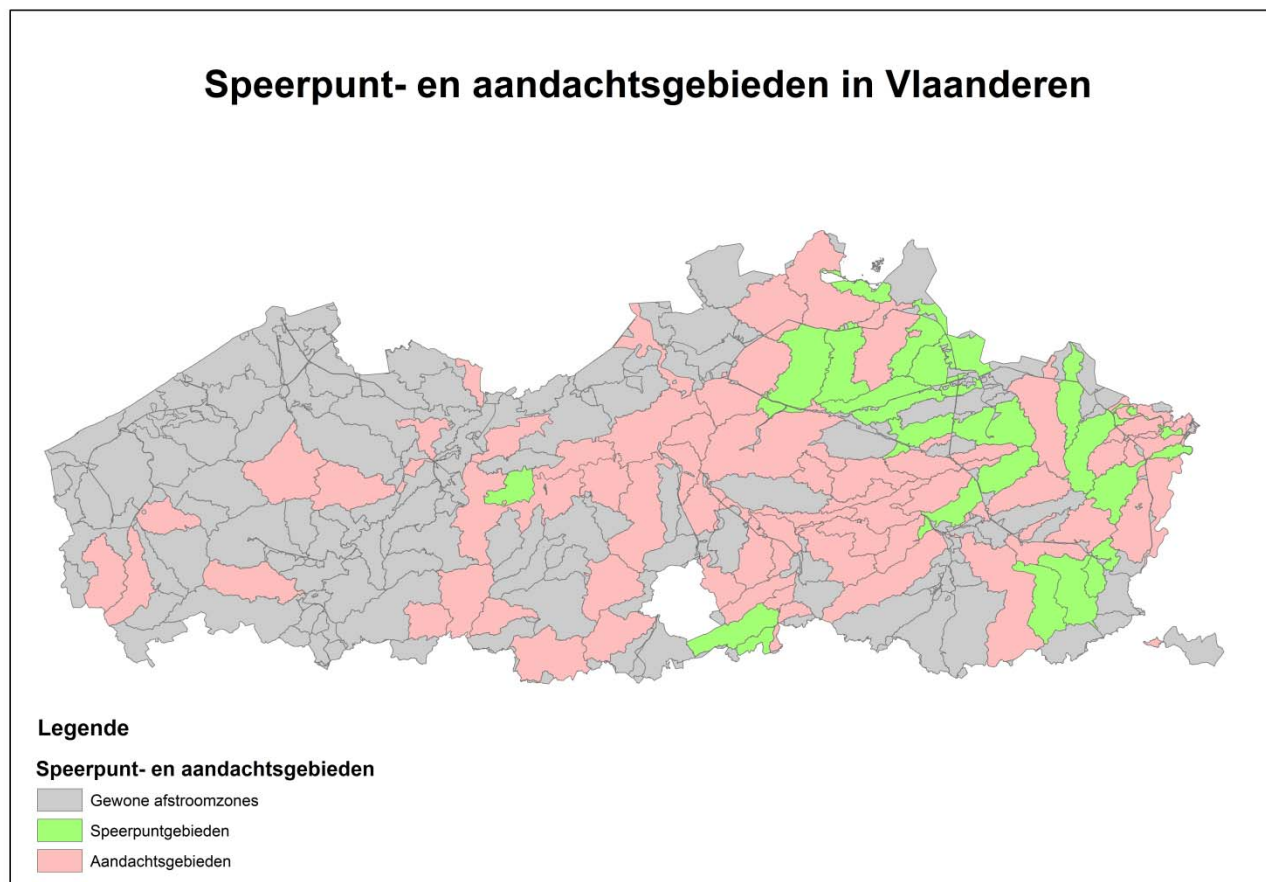 Speerpunt- en aandachtsgebieden in Vlaanderen
Legende
Speerpunt- en aandachtsgebieden
Gewone afstroomzones
Speerpuntgebieden
Aandachtsgebieden